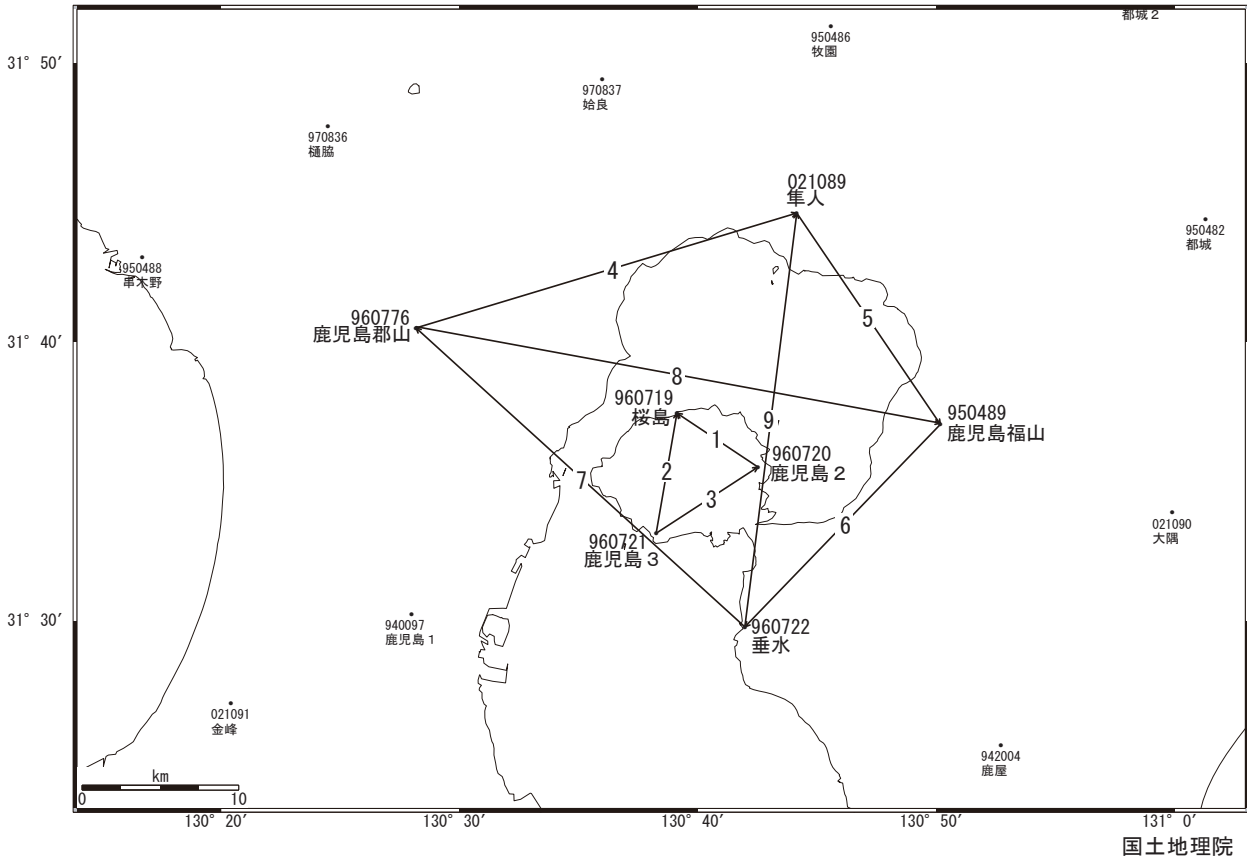 都城２
950486
牧園
31° 50′
970837
姶良
970836
樋脇
021089
隼人
950482
都城
950488
串木野
4
960776
鹿児島郡山
5
31° 40′
8
960719
桜島
950489
鹿児島福山
9
1
960720
鹿児島２
2
7
3
6
021090
大隅
960721
鹿児島３
31° 30′
960722
垂水
940097
鹿児島１
021091
金峰
942004
鹿屋
km
0
10
130° 20′
130° 30′
130° 40′
130° 50′
131° 0′
国土地理院